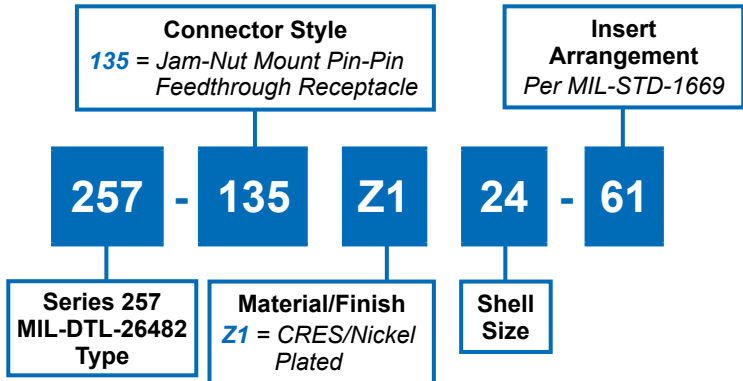 Connector Style
135 = Jam-Nut Mount Pin-Pin
Feedthrough Receptacle
Insert
Arrangement
Per MIL-STD-1669
257 - 135 Z1 24 - 61
Series 257
MIL-DTL-26482
Type
Material/Finish
Z1 = CRES/Nickel
Plated
Shell
Size